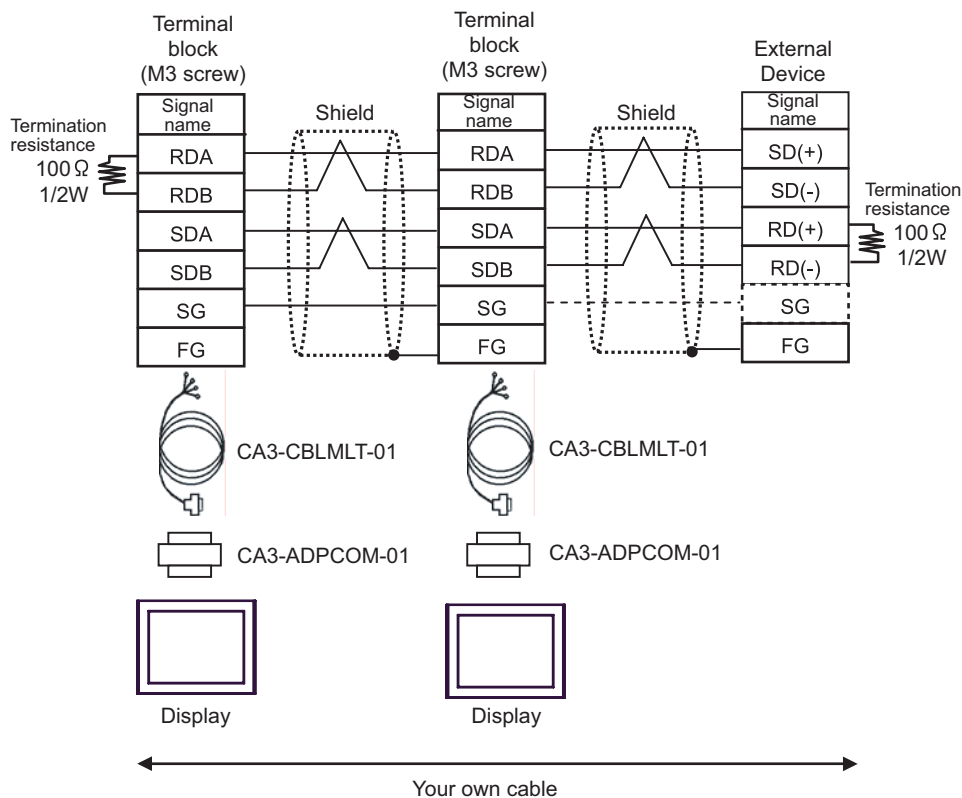 Terminal
block
(M3 screw)
Terminal
block
(M3 screw)
External
Device
Signal
name
RDA
RDB
SDA
SDB
SG
FG
Termination
resistance
100 Ω
1/2W
Shield
Signal
name
RDA
RDB
SDA
SDB
SG
FG
Shield
Signal
name
SD(+)
SD(-)
RD(+)
RD(-)
SG
FG
Termination
resistance
100 Ω
1/2W
CA3-CBLMLT-01
CA3-CBLMLT-01
CA3-ADPCOM-01
CA3-ADPCOM-01
Display
Display
Your own cable